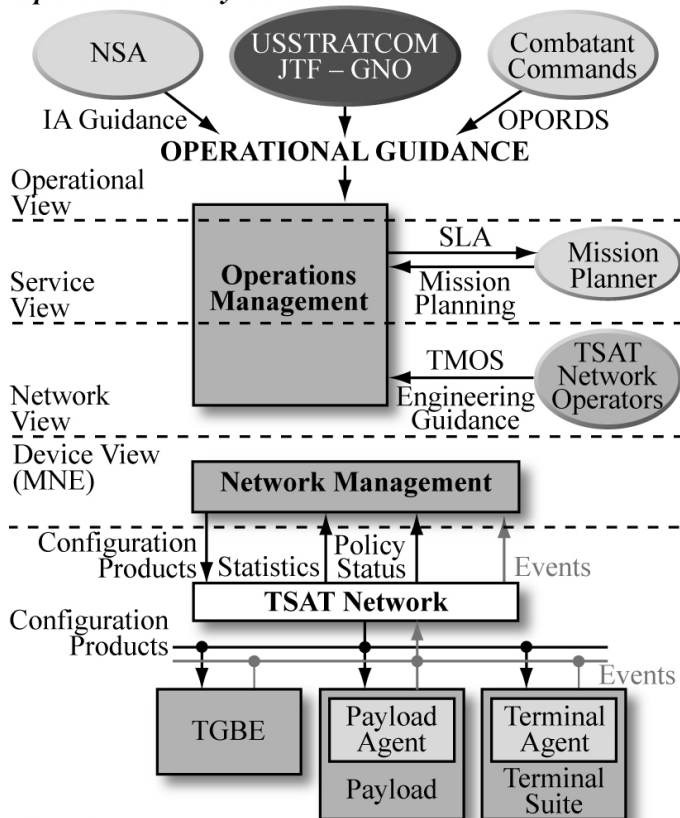 NSA
USSTRATCOM
JTF – GNO
Combatant
Commands
IA Guidance
OPORDS
OPERATIONAL GUIDANCE
Operational
View
SLA
Operations
Management
Mission
Planner
Mission
Planning
Service
View
TMOS
TSAT
Network
Operators
Engineering
Guidance
Network
View
Device View
(MNE)
Network Management
Configuration
Products
Statistics
Policy
Status
Events
TSAT Network
Configuration
Products
Events
TGBE
Payload
Agent
Payload
Terminal
Agent
Terminal
Suite